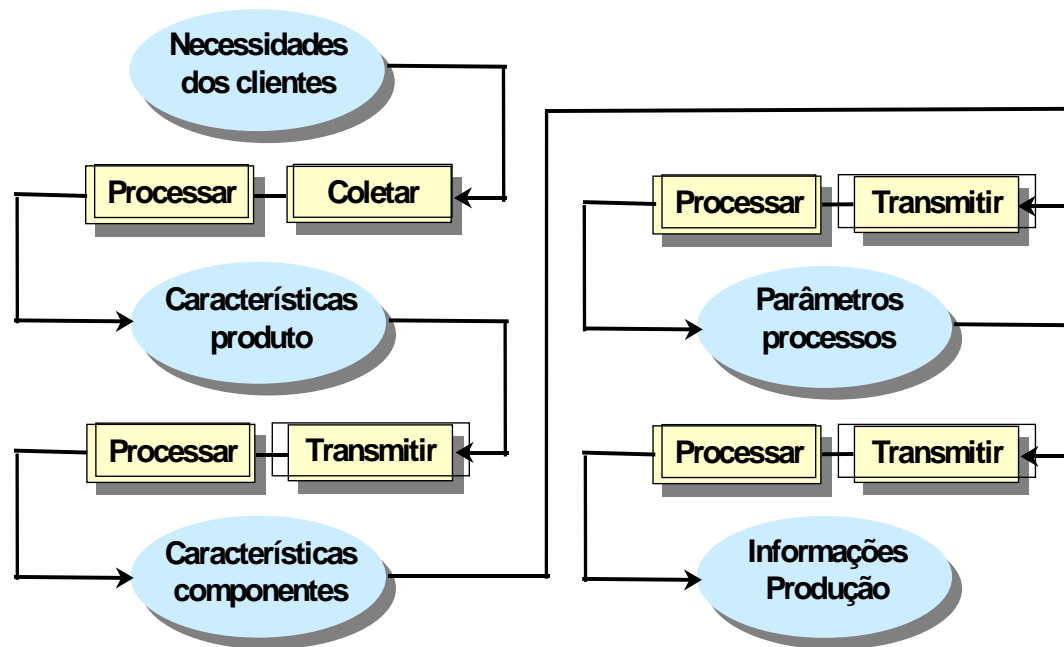 Necessidades
dos clientes
Processar
Coletar
Características
produto
Processar
Transmitir
Características
componentes
Processar
Transmitir
Parâmetros
processos
Processar
Transmitir
Informações
Produção